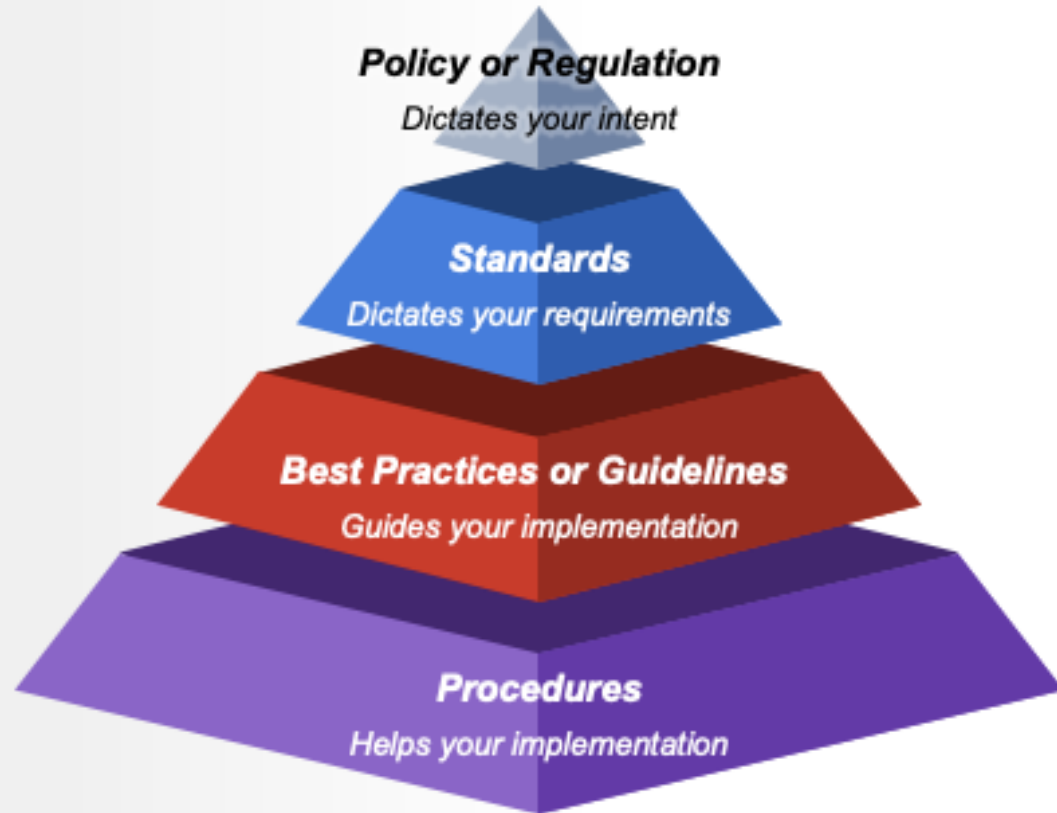 Policy or Regulation
Dictates your intent
Standards
Dictates your requirements
Best Practices or Guidelines
Guides your implementation
Procedures
Helps your implementation